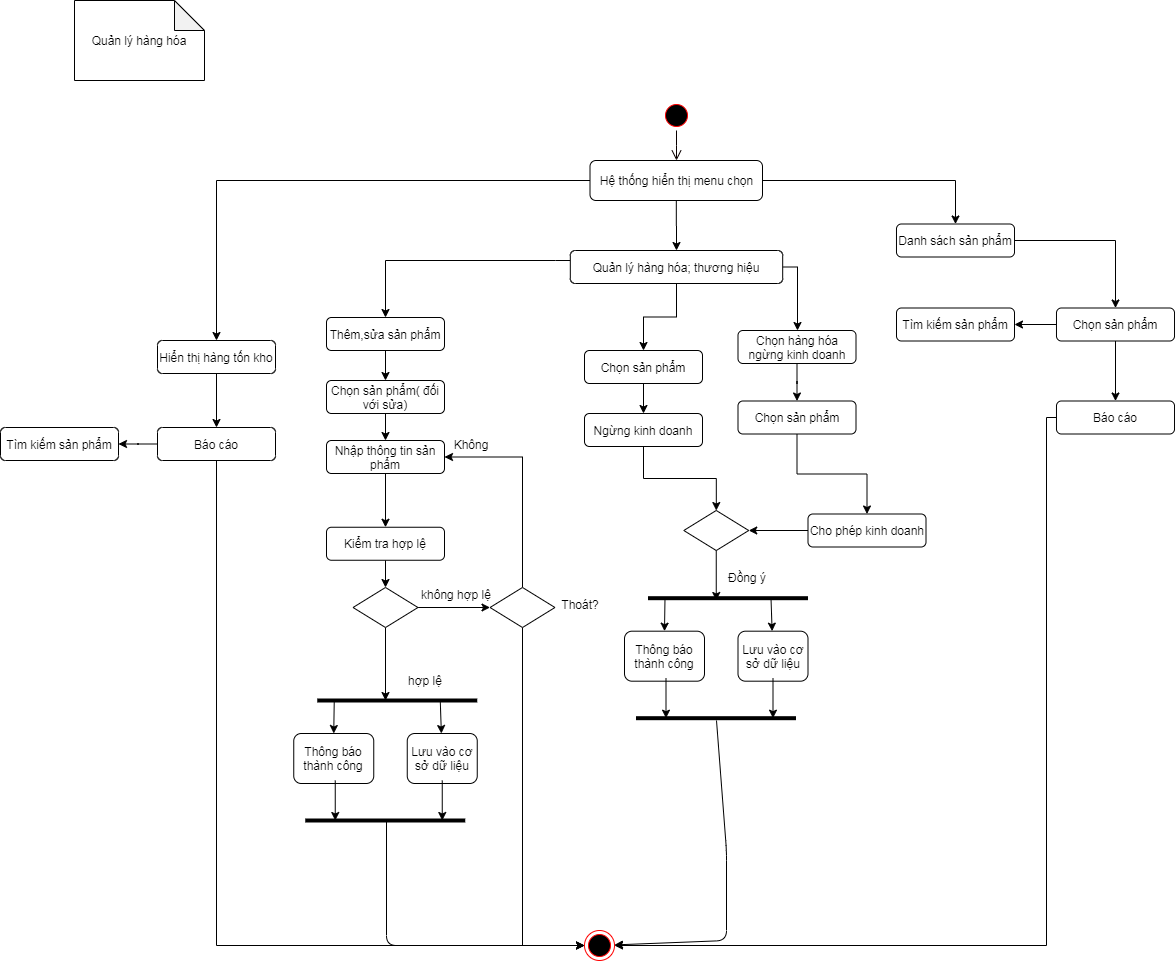 Quản lý hàng hóa
Hệ thống hiển thị menu chọn
Danh sách sản phẩm
Quản lý hàng hóa; thương hiệu
Thêm,sửa sản phẩm
Tìm kiếm sản phẩm
Chọn sản phẩm
Chọn hàng hóa
ngừng kinh doanh
Hiển thị hàng tồn kho
Chọn sản phẩm
Chọn sản phẩm( đối
với sửa)
Chọn sản phẩm
Báo cáo
Ngừng kinh doanh
Tìm kiếm sản phẩm
Báo cáo
Nhập thông tin sản
phẩm
Không
Kiểm tra hợp lệ
Cho phép kinh doanh
Đồng ý
không hợp lệ
Thoát?
Thông báo
thành công
Lưu vào cơ
sở dữ liệu
hợp lệ
Thông báo
thành công
Lưu vào cơ
sở dữ liệu